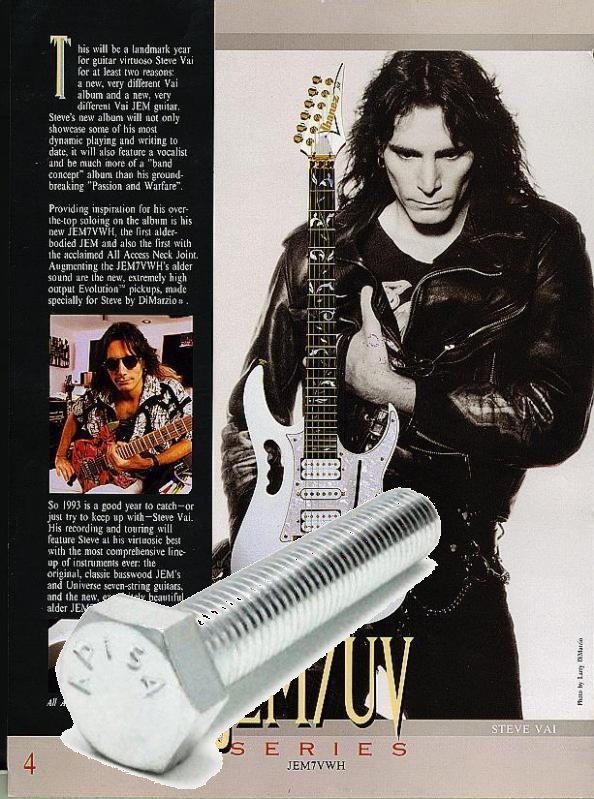 This will be a landmark year
for guitar virtuoso Steve Vai
for at least two reasons:
a new, very different Vai
album and a new, very
different Vai JEM guitar.
Steve's new album will not only
showcase some of his most
dynamic playing and writing to
date, it will also feature a vocalist
and be much more of a "band
concept" album than his ground-
breaking "Passion and Warfare".
Providing inspiration for his over-
the-top soloing on the album is his
new JEM7VWH, the first alder-
bodied JEM and also the first with
the acclaimed All Access Neck Joint.
Augmenting the JEM7VWH's alder
sound are the new, extremely high
output Evolution™ pickups, made
specially for Steve by DiMarzio®.
So 1993 is a good year to catch—or
just try to keep up with—Steve Vai.
His recording and touring will
feature Steve at his virtuosic best
with the most comprehensive line-
up of instruments ever: the
original, classic basswood JEM's
and Universe seven-string guitars,
and the new, beautiful
alder JEM
All
Ibanez
Photo by Larry DiMarzio
STEVE VAI
JEM/UV
SERIES
JEM7VWH
4